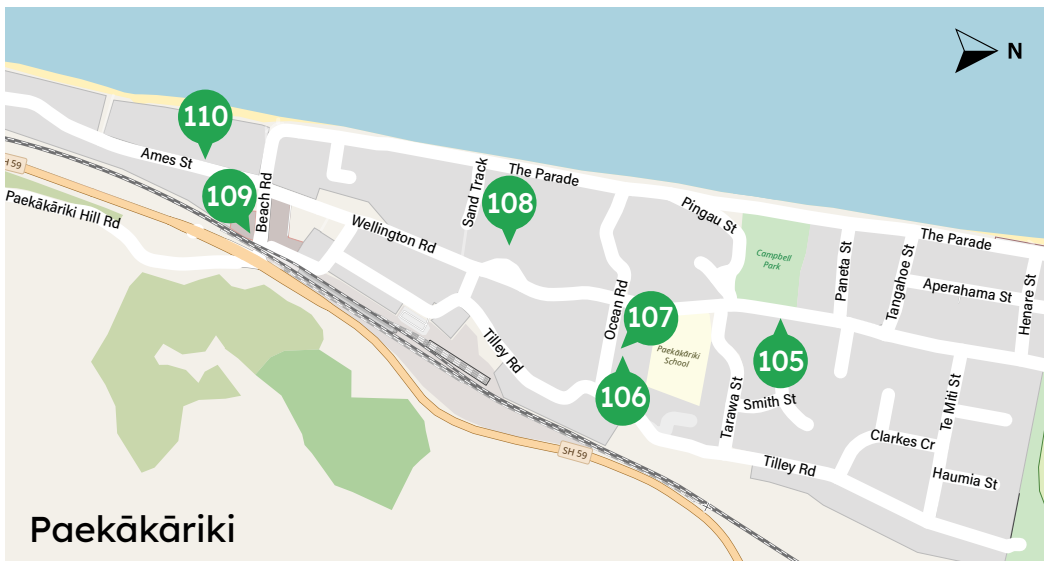 N
110
Ames St
H 59
109
Beach Rd
Paekākāriki Hill Rd
Wellington Rd
Sand Track
The Parade
108
Pingau St
Campbell
Park
The Parade
Paneta St
Tangahoe St
Aperahama St
Henare St
Ocean Rd
107
Paekākāriki
School
105
106
Tilley Rd
Tarawa St
Smith St
Te Miti St
Clarkes Cr
Haumia St
Tilley Rd
SH 59
Paekākāriki